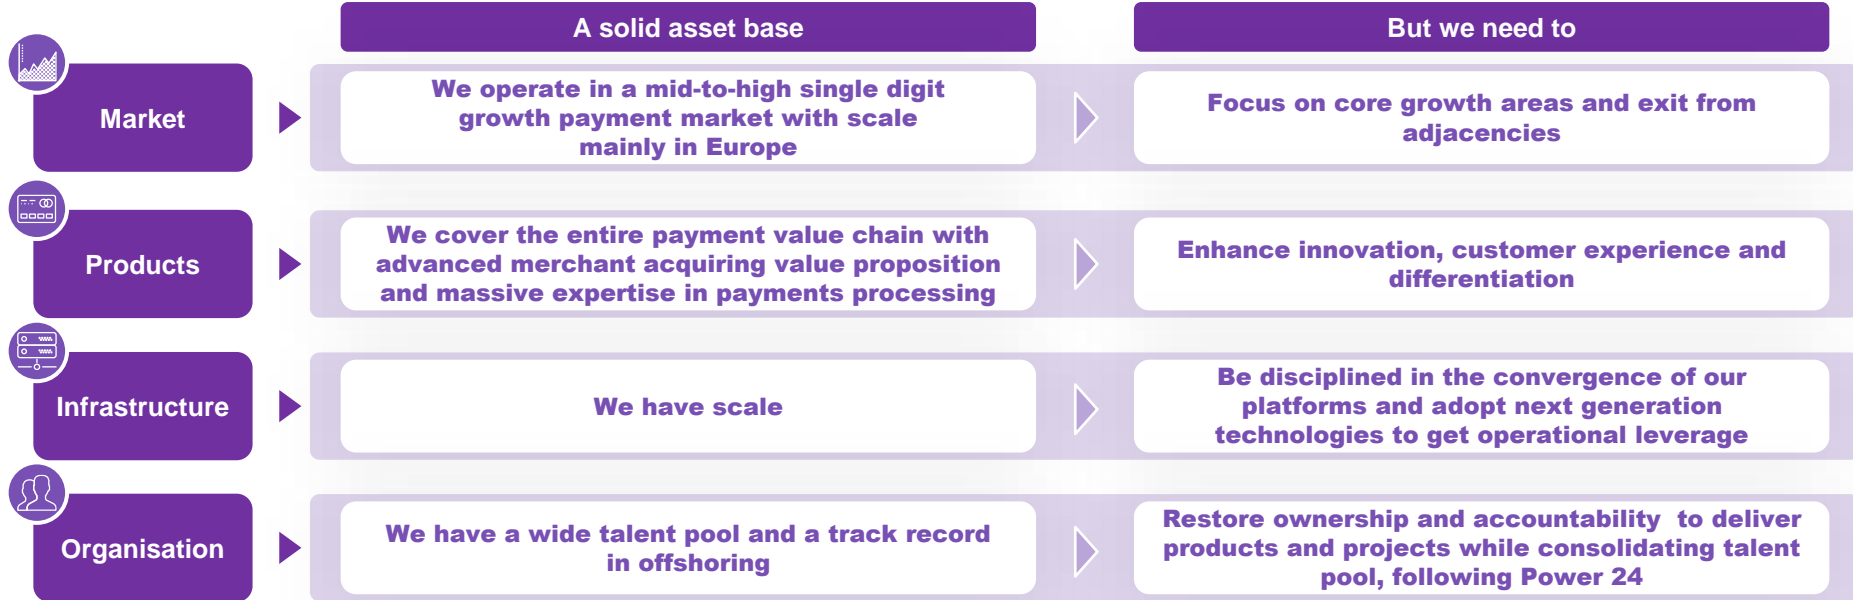 A solid asset base
But we need to
Market
We operate in a mid-to-high single digit
growth payment market with scale
mainly in Europe
Focus on core growth areas and exit from
adjacencies
Products
We cover the entire payment value chain with
advanced merchant acquiring value proposition
and massive expertise in payments processing
Enhance innovation, customer experience and
differentiation
Infrastructure
We have scale
Be disciplined in the convergence of our
platforms and adopt next generation
technologies to get operational leverage
Organisation
We have a wide talent pool and a track record
in offshoring
Restore ownership and accountability  to deliver
products and projects while consolidating talent
pool, following Power 24